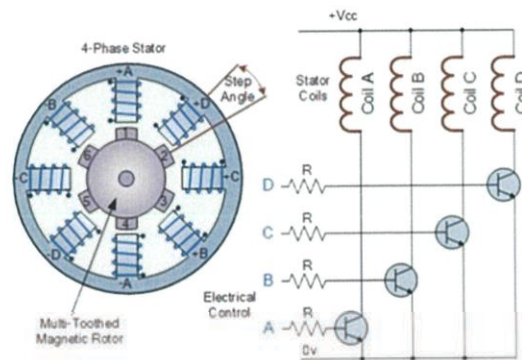 4-Phase Stator
+A
+D
+C
+B
-A
-D
-C
-B
1
2
3
4
5
6
Step
Angle
Multi-Toothed
Magnetic Rotor
+Vcc
Stator
Coils
Coil A
Coil B
Coil C
Coil D
D
R
C
R
B
R
A
R
0v
Electrical
Control